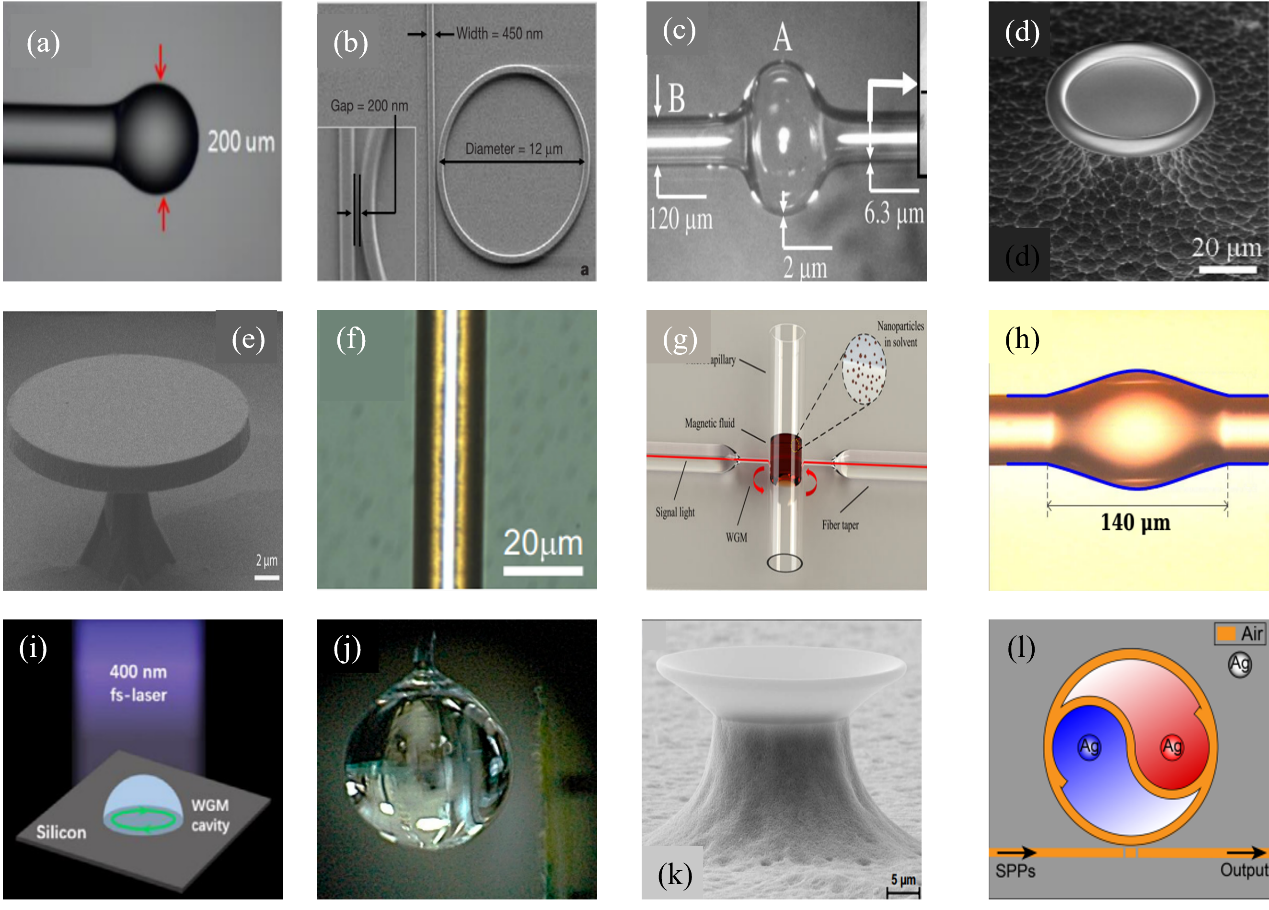 (a)
200 um
(b)
Width = 450 nm
Gap = 200 nm
Diameter = 12 µm
a
(c)
A
B
120 µm
6.3 µm
2 µm
(d)
(d)
20 µm
(e)
2 µm
(f)
20µm
(g)
Nanoparticles
in solvent
Magnetic fluid
Signal light
WGM
Fiber taper
(h)
140 µm
(i)
400 nm
fs-laser
WGM
cavity
Silicon
(j)
(k)
5 µm
(l)
Air
Ag
Ag
Ag
SPPs
Output